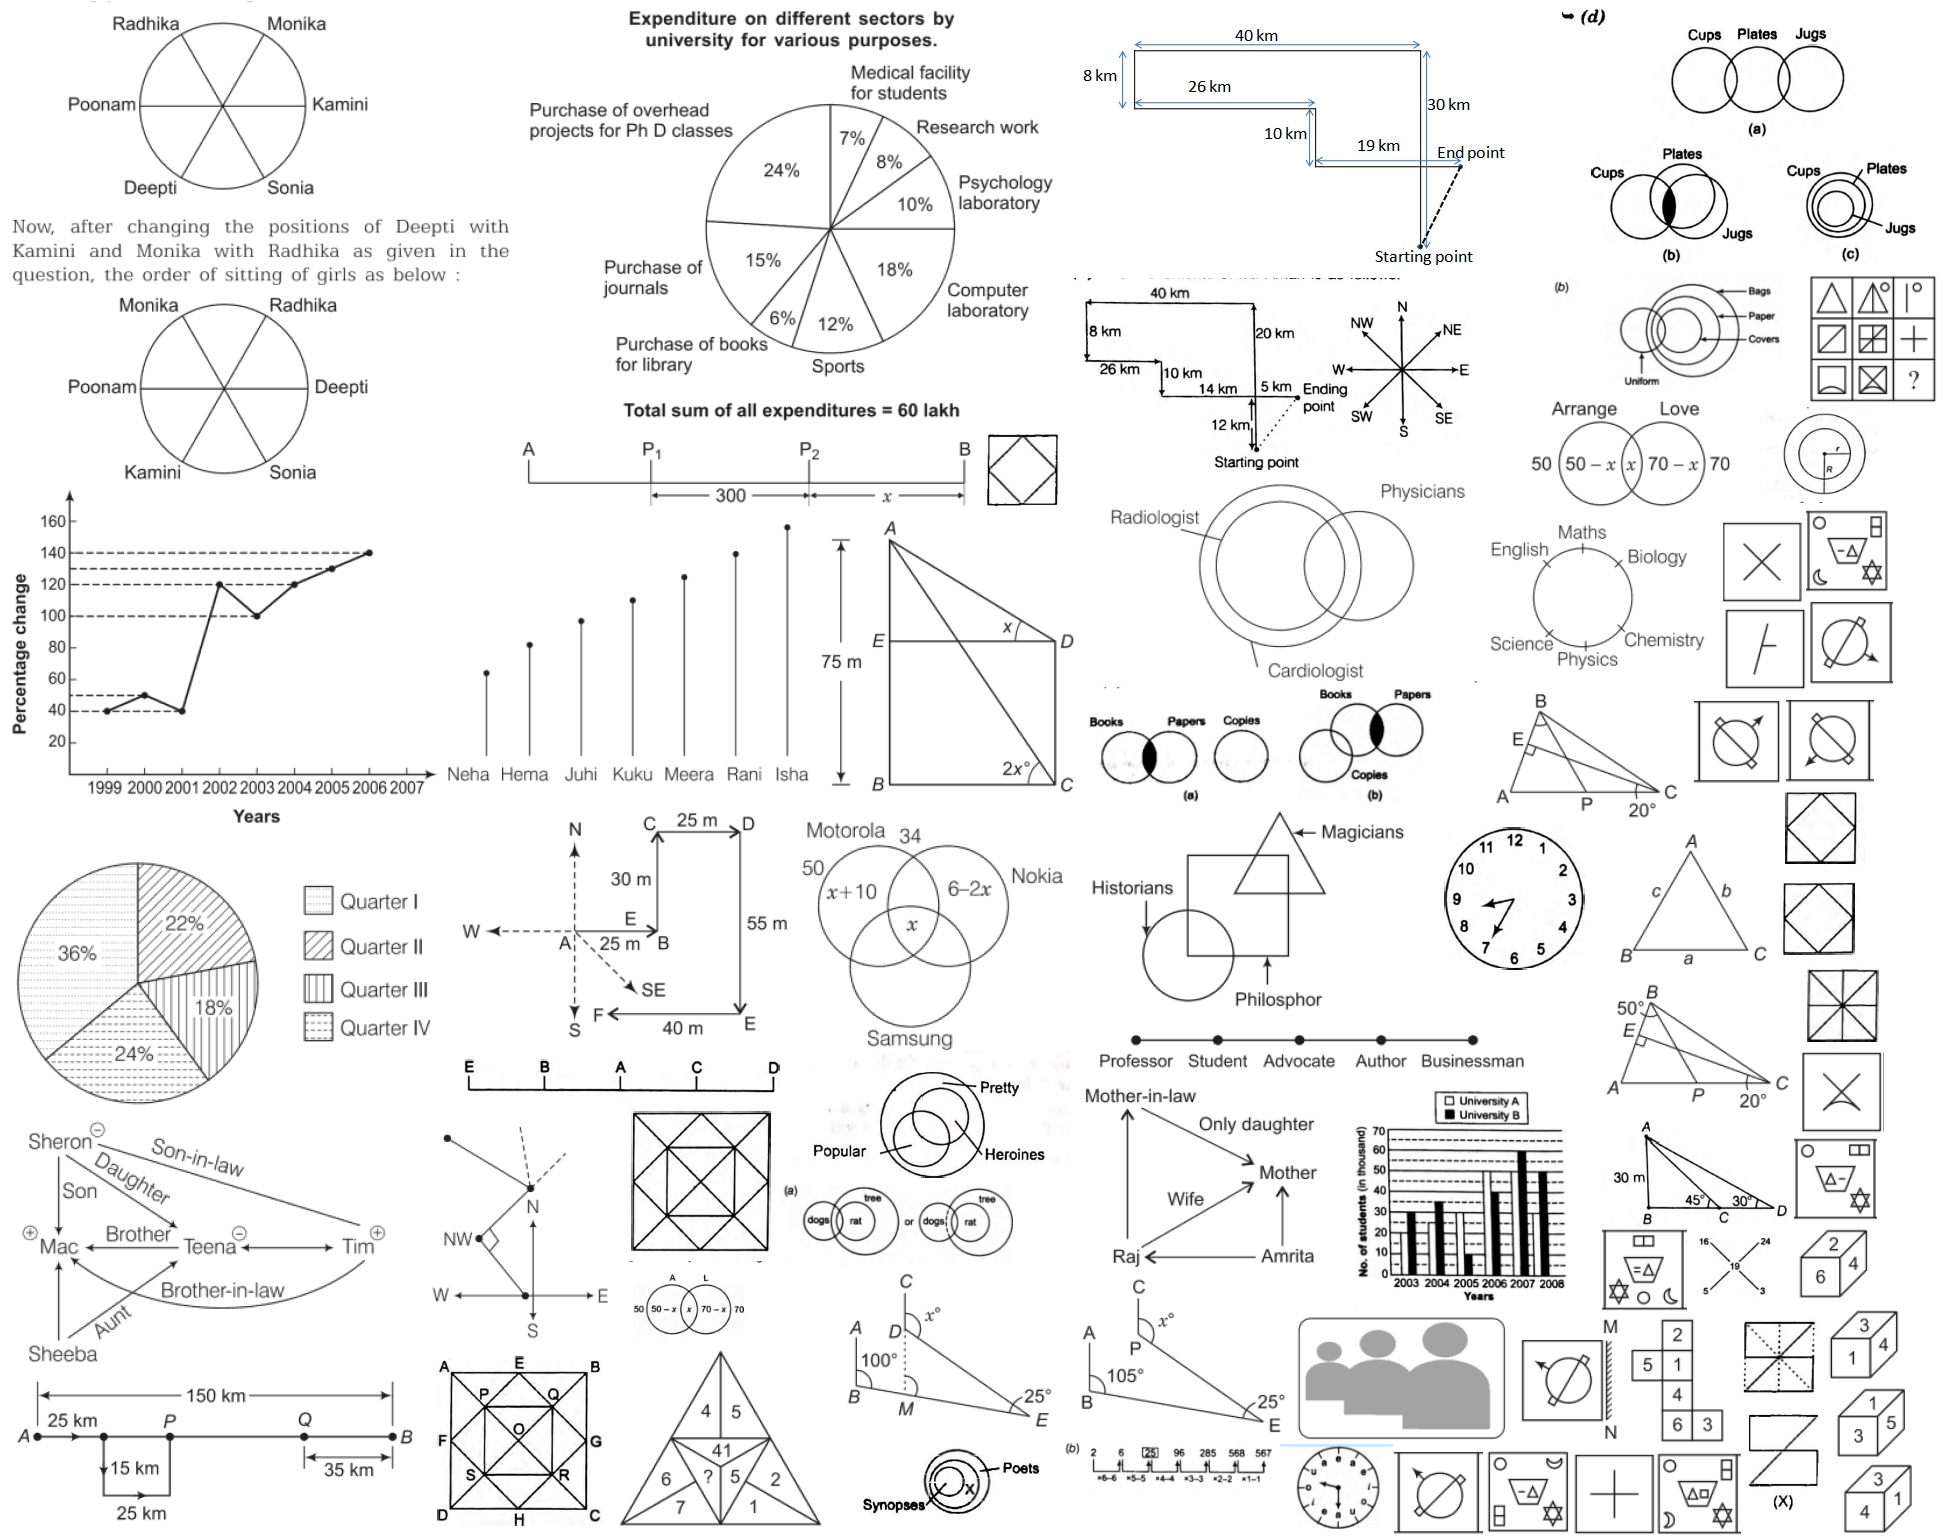 Radhika Monika
Poonam Kamini
Deepti Sonia
Now, after changing the positions of Deepti with
Kamini and Monika with Radhika as given in the
question, the order of sitting of girls as below :
Monika Radhika
Poonam Deepti
Kamini Sonia
Expenditure on different sectors by
university for various purposes.
Medical facility
for students
Purchase of overhead
projects for Ph D classes
Research work
7%
8%
24%
Psychology
laboratory
10%
15%
18%
Purchase of
journals
Computer
laboratory
6%
12%
Purchase of books
for library
Sports
Total sum of all expenditures = 60 lakh
A P1 P2 B
300 x
40 km
8 km
26 km
30 km
10 km
19 km
End point
Starting point
(d)
Cups Plates Jugs
(a)
Plates
Cups
Jugs
(b)
Cups Plates
Jugs
(c)
40 km
8 km
20 km
26 km
10 km
14 km 5 km
Ending
point
12 km
Starting point
N
NW NE
W E
SW SE
S
(b)
Bags
Paper
Covers
Uniform
?
Arrange Love
50 50 – x x 70 – x 70
r
R
Percentage change
160
140
120
100
80
60
40
20
1999 2000 2001 2002 2003 2004 2005 2006 2007
Years
Neha Hema Juhi Kuku Meera Rani Isha
A
x
E D
75 m
2x°
B C
Physicians
Radiologist
Cardiologist
Maths
English Biology
Science Chemistry
Physics
–Δ
Books Papers Copies
(a)
Books Papers
Copies
(b)
B
E
A P C
20°
36%
22%
18%
24%
Quarter I
Quarter II
Quarter III
Quarter IV
N
C 25 m D
30 m
E
W A 25 m B
55 m
SE
S F 40 m E
Motorola 34
50
x+10 6–2x
Nokia
x
Samsung
Magicians
Historians
Philosphor
12 1 2 3 4 5 6 7 8 9 10 11
A
c b
B a C
B
50°
E
A P C
20°
Professor Student Advocate Author Businessman
E B A C D
Pretty
Popular
Heroines
(a)
dogs tree rat or dogs tree rat
Sheron
Son-in-law
Daughter
Son
Brother
Mac Teena Tim
Brother-in-law
Aunt
Sheeba
N
NW
W E
S
A L
50 50 – x x 70 – x 70
Mother-in-law
Only daughter
Mother
Wife
Raj Amrita
University A
University B
No. of students (in thousand)
70
60
50
40
30
20
10
0
2003 2004 2005 2006 2007 2008
Years
A
30 m
45° 30°
B C D
Δ–
=Δ
16 24
19
5 3
2
6 4
150 km
25 km P Q
A B
15 km 35 km
25 km
A E B
P Q
F O G
S R
D H C
4 5
41
6 ? 5 2
7 1
C
A D x°
100°
B M 25° E
Poets
Synopses X
C
A x°
P
105°
B 25° E
(b) 2 6 25 96 285 568 567
×6–6 ×5–5 ×4–4 ×3–3 ×2–2 ×1–1
M
N
2
5 1
4
6 3
3
1 4
1
3 5
3
4 1
(X)
–Δ
Δ□